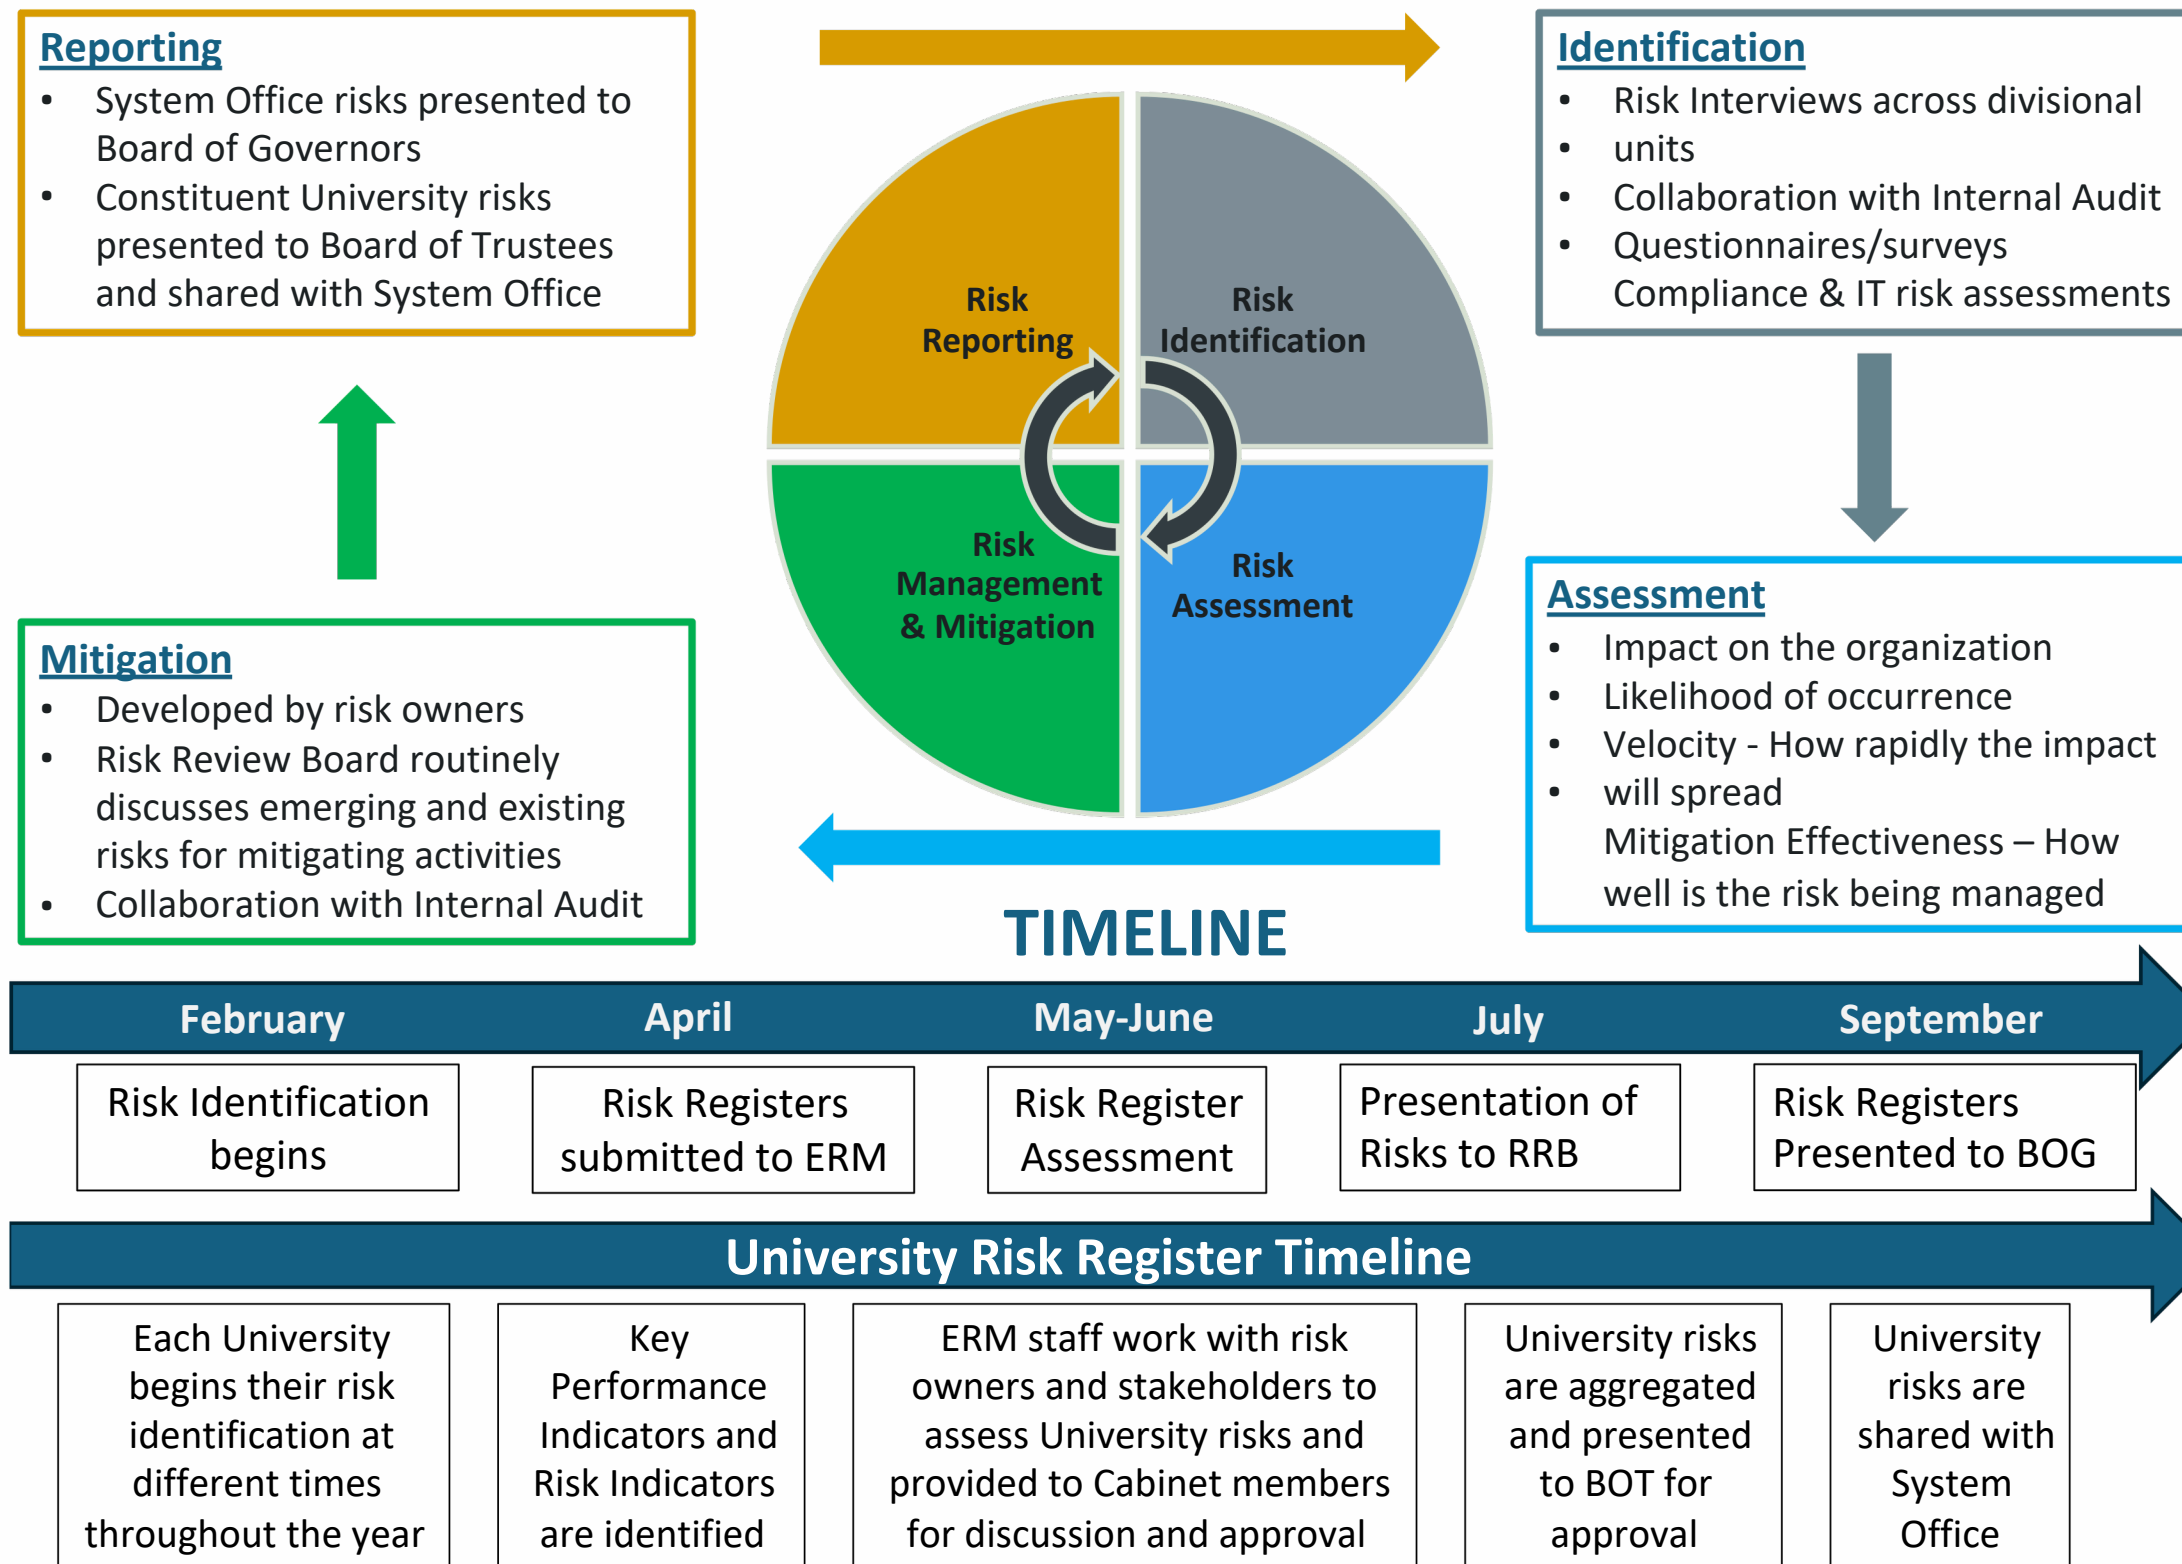 Reporting
• System Office risks presented to
Board of Governors
• Constituent University risks
presented to Board of Trustees
and shared with System Office
Identification
• Risk Interviews across divisional
• units
• Collaboration with Internal Audit
• Questionnaires/surveys
Compliance & IT risk assessments
Risk
Reporting
Risk
Identification
Risk
Management
& Mitigation
Risk
Assessment
Mitigation
• Developed by risk owners
• Risk Review Board routinely
discusses emerging and existing
risks for mitigating activities
• Collaboration with Internal Audit
Assessment
• Impact on the organization
• Likelihood of occurrence
• Velocity - How rapidly the impact
• will spread
Mitigation Effectiveness – How
well is the risk being managed
TIMELINE
February
April
May-June
July
September
Risk Identification
begins
Risk Registers
submitted to ERM
Risk Register
Assessment
Presentation of
Risks to RRB
Risk Registers
Presented to BOG
University Risk Register Timeline
Each University
begins their risk
identification at
different times
throughout the year
Key
Performance
Indicators and
Risk Indicators
are identified
ERM staff work with risk
owners and stakeholders to
assess University risks and
provided to Cabinet members
for discussion and approval
University risks
are aggregated
and presented
to BOT for
approval
University
risks are
shared with
System
Office